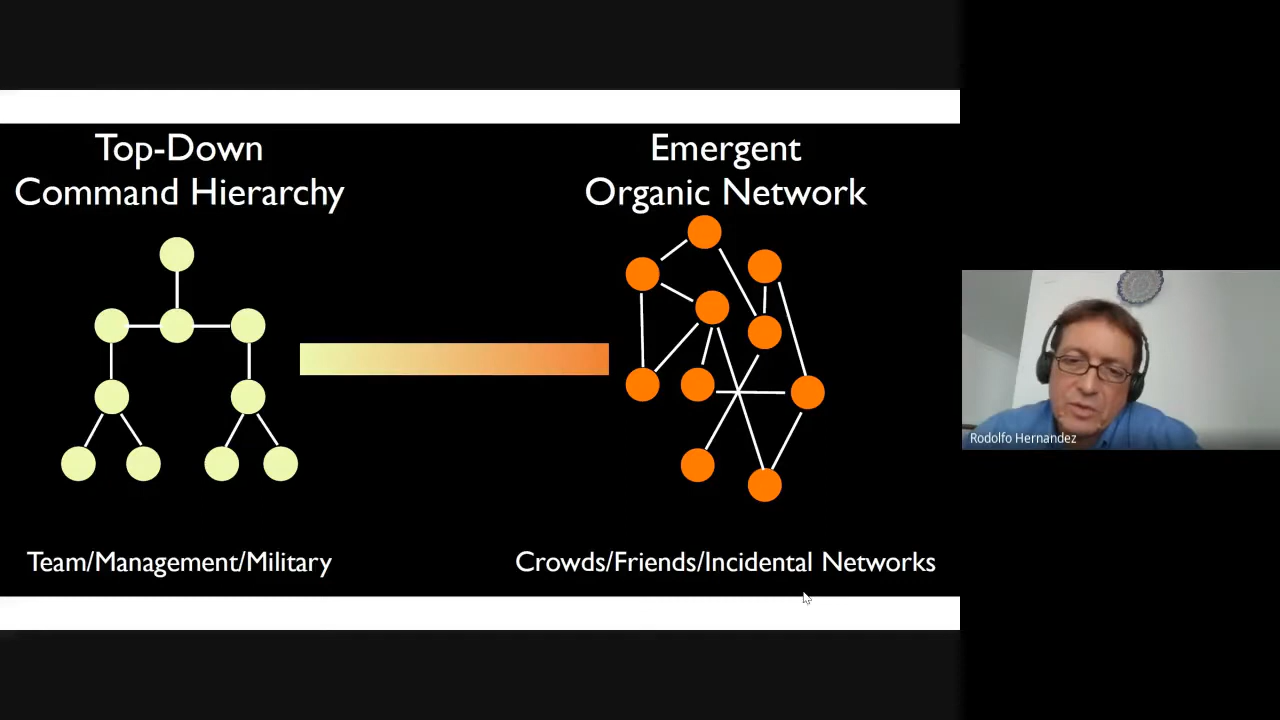 Top-Down
Command Hierarchy
Emergent
Organic Network
Team/Management/Military
Crowds/Friends/Incidental Networks
Rodolfo Hernandez